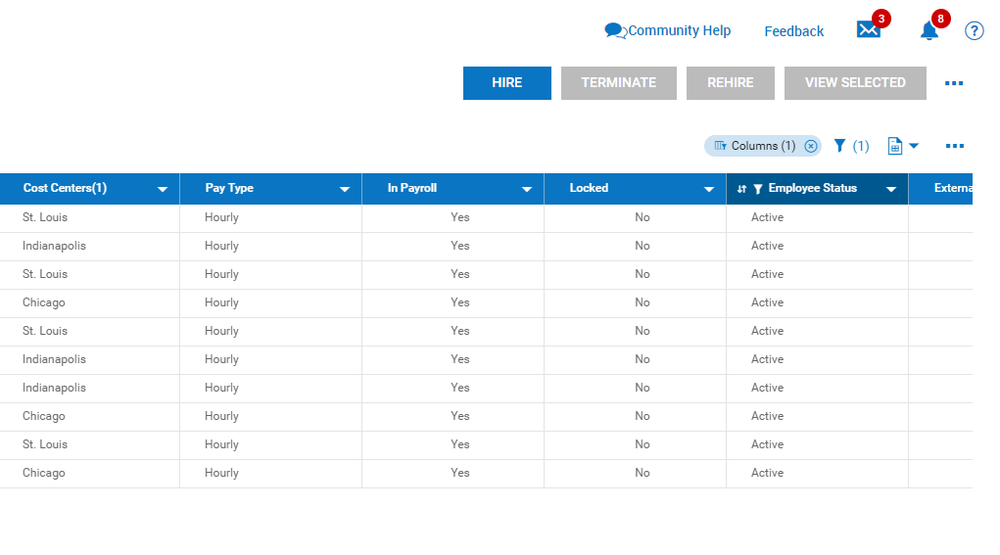 Community Help Feedback 3 8 ?
HIRE TERMINATE REHIRE VIEW SELECTED
Columns (1) (1)
Cost Centers(1) Pay Type In Payroll Locked Employee Status Externa
St. Louis Hourly Yes No Active
Indianapolis Hourly Yes No Active
St. Louis Hourly Yes No Active
Chicago Hourly Yes No Active
St. Louis Hourly Yes No Active
Indianapolis Hourly Yes No Active
Indianapolis Hourly Yes No Active
Chicago Hourly Yes No Active
St. Louis Hourly Yes No Active
Chicago Hourly Yes No Active